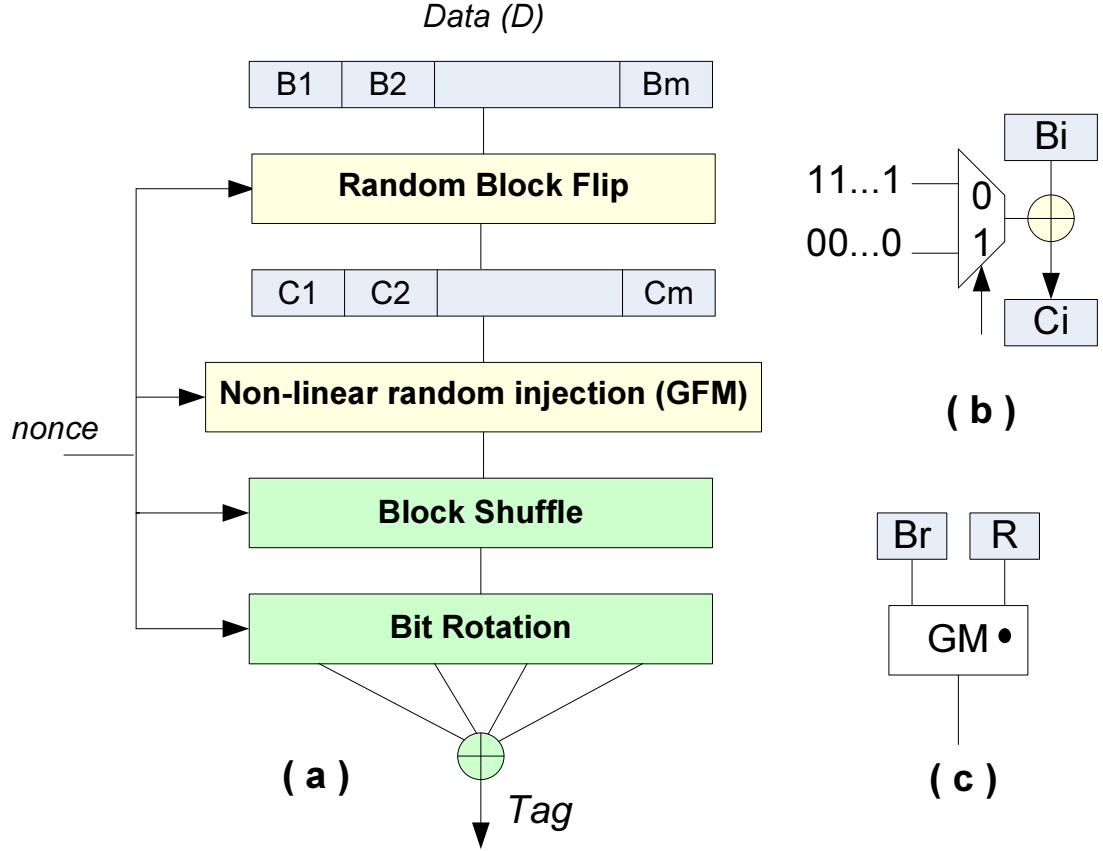 Data (D)
B1 B2 Bm
Random Block Flip
C1 C2 Cm
Non-linear random injection (GFM)
nonce
Block Shuffle
Bit Rotation
( a )
Tag
Bi
11...1
0
00...0
1
Ci
( b )
Br R
GM •
( c )